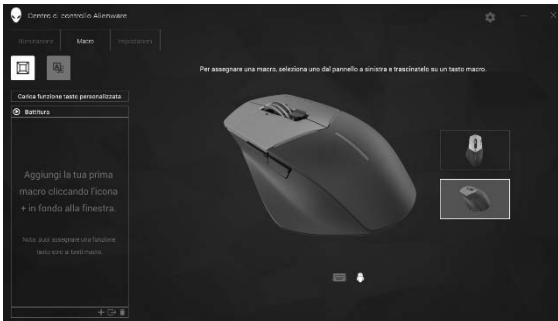 Centro di controllo Alienware
Illuminazione Macro Impostazioni
Per assegnare una macro, seleziona uno dal pannello a sinistra e trascinatelo su un tasto macro.
Carica funzione tasto personalizzata
Battitura
Aggiungi la tua prima
macro cliccando l'icona
+ in fondo alla finestra.
Nota: puoi assegnare una funzione
tasto solo ai tasti macro.